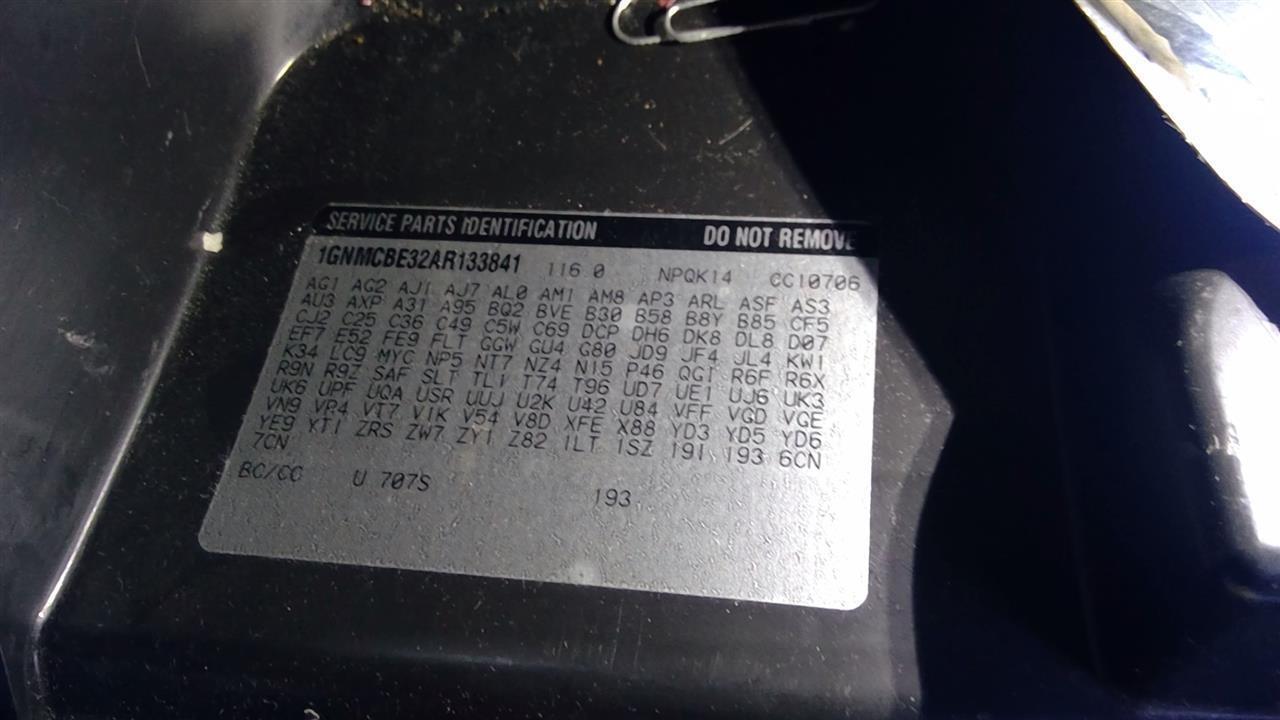 SERVICE PARTS IDENTIFICATION DO NOT REMOVE
1GNMCBE32AR133841 116 0 NPQK14 CC10706
AG1 AG2 AJ1 AJ7 AL0 AM1 AM8 AP3 ARL ASF AS3
AU3 AXP A31 A95 BQ2 BVE B30 B58 B8Y B85 CF5
CJ2 C25 C36 C49 C5W C69 DCP DH6 DK8 DL8 D07
EF7 E52 FE9 FLT GGW GU4 G80 JD9 JF4 JL4 KW1
K34 LC9 MYC NP5 NT7 NZ4 N15 P46 QG1 R6F R6X
R9N R9Z SAF SLT TL1 T74 T96 UD7 UE1 UJ6 UK3
UK6 UPF UQA USR UUJ U2K U42 U84 VFF VGD VGE
VN9 VP4 VT7 V1K V54 V8D XFE X88 YD3 YD5 YD6
YE9 YT1 ZRS ZW7 ZY1 Z82 1LT 1SZ 191 193 6CN
7CN
BC/CC U 707S 193